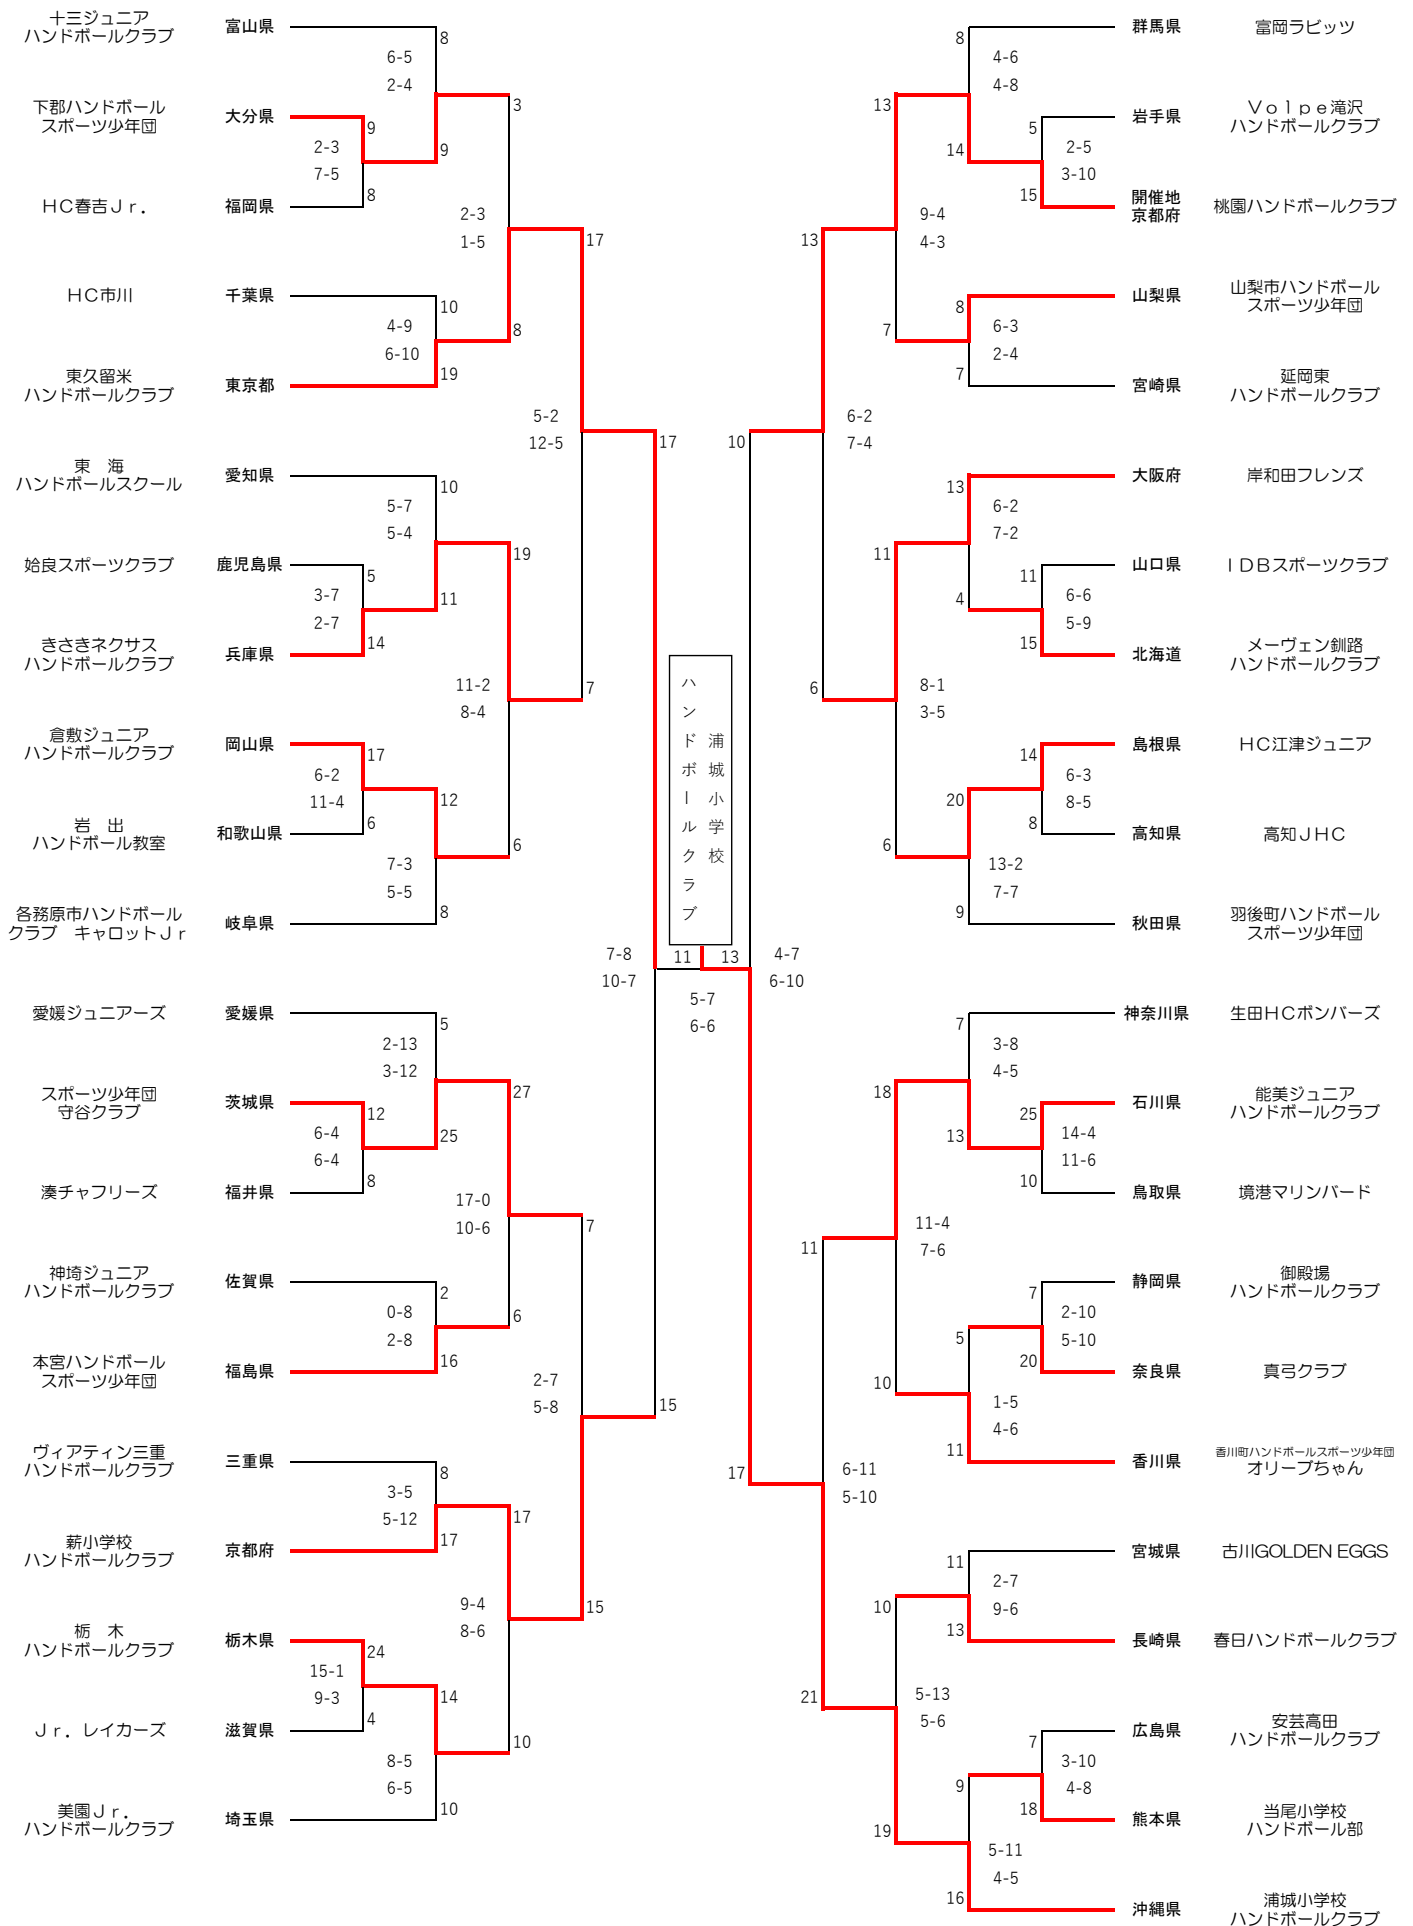 十三ジュニア
ハンドボールクラブ
富山県
8
6-5
2-4
下郡ハンドボール
スポーツ少年団
大分県
9
3
2-3
7-5
9
HC春吉Jr.
福岡県
8
2-3
1-5
17
HC市川
千葉県
10
4-9
6-10
8
東久留米
ハンドボールクラブ
東京都
19
5-2
12-5
17
東　海
ハンドボールスクール
愛知県
10
5-7
5-4
19
姶良スポーツクラブ
鹿児島県
5
3-7
2-7
11
きさきネクサス
ハンドボールクラブ
兵庫県
14
11-2
8-4
7
倉敷ジュニア
ハンドボールクラブ
岡山県
17
6-2
11-4
12
岩　出
ハンドボール教室
和歌山県
6
6
7-3
5-5
各務原市ハンドボール
クラブ　キャロットJr
岐阜県
8
7-8
10-7
愛媛ジュニアーズ
愛媛県
5
2-13
3-12
27
スポーツ少年団
守谷クラブ
茨城県
12
6-4
6-4
25
湊チャフリーズ
福井県
8
17-0
10-6
7
神埼ジュニア
ハンドボールクラブ
佐賀県
2
0-8
2-8
6
本宮ハンドボール
スポーツ少年団
福島県
16
2-7
5-8
15
ヴィアティン三重
ハンドボールクラブ
三重県
8
3-5
5-12
17
薪小学校
ハンドボールクラブ
京都府
17
9-4
8-6
15
栃　木
ハンドボールクラブ
栃木県
24
15-1
9-3
14
Jr．レイカーズ
滋賀県
4
10
8-5
6-5
美園Jr．
ハンドボールクラブ
埼玉県
10
浦城小学校
ハンドボールクラブ
11
13
5-7
6-6
群馬県
富岡ラビッツ
8
4-6
4-8
13
岩手県
Volpe滝沢
ハンドボールクラブ
5
2-5
3-10
14
開催地
京都府
桃園ハンドボールクラブ
15
9-4
4-3
13
山梨県
山梨市ハンドボール
スポーツ少年団
8
6-3
2-4
7
宮崎県
延岡東
ハンドボールクラブ
7
6-2
7-4
10
大阪府
岸和田フレンズ
13
6-2
7-2
11
山口県
IDBスポーツクラブ
11
6-6
5-9
4
北海道
メーヴェン釧路
ハンドボールクラブ
15
8-1
3-5
6
島根県
HC江津ジュニア
14
6-3
8-5
20
高知県
高知JHC
8
6
13-2
7-7
秋田県
羽後町ハンドボール
スポーツ少年団
9
4-7
6-10
神奈川県
生田HCボンバーズ
7
3-8
4-5
18
石川県
能美ジュニア
ハンドボールクラブ
25
14-4
11-6
13
鳥取県
境港マリンバード
10
11-4
7-6
11
静岡県
御殿場
ハンドボールクラブ
7
2-10
5-10
5
奈良県
真弓クラブ
20
10
1-5
4-6
香川県
香川町ハンドボールスポーツ少年団
オリーブちゃん
11
6-11
5-10
17
宮城県
古川GOLDEN EGGS
11
2-7
9-6
10
長崎県
春日ハンドボールクラブ
13
5-13
5-6
21
広島県
安芸高田
ハンドボールクラブ
7
3-10
4-8
9
熊本県
当尾小学校
ハンドボール部
18
19
5-11
4-5
沖縄県
浦城小学校
ハンドボールクラブ
16